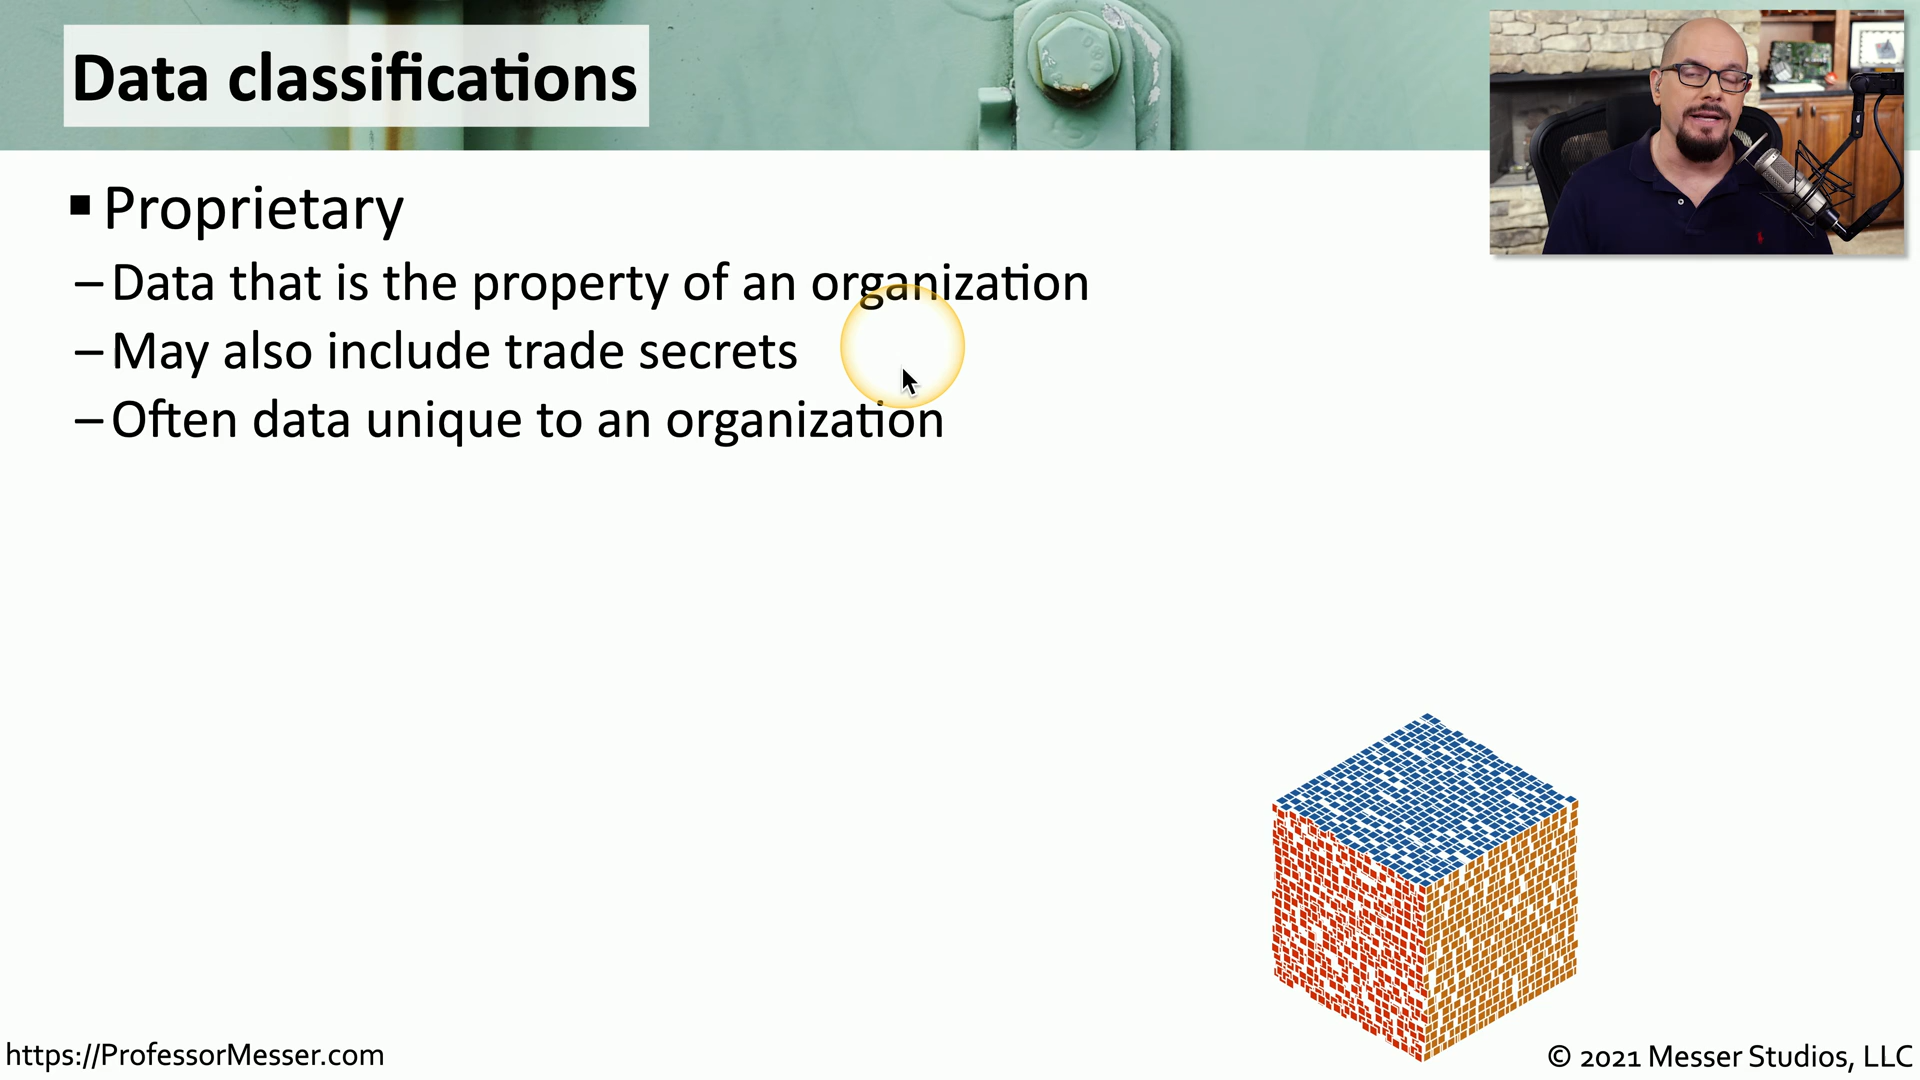 Data classifications
▪ Proprietary
– Data that is the property of an organization
– May also include trade secrets
– Often data unique to an organization
https://ProfessorMesser.com
© 2021 Messer Studios, LLC